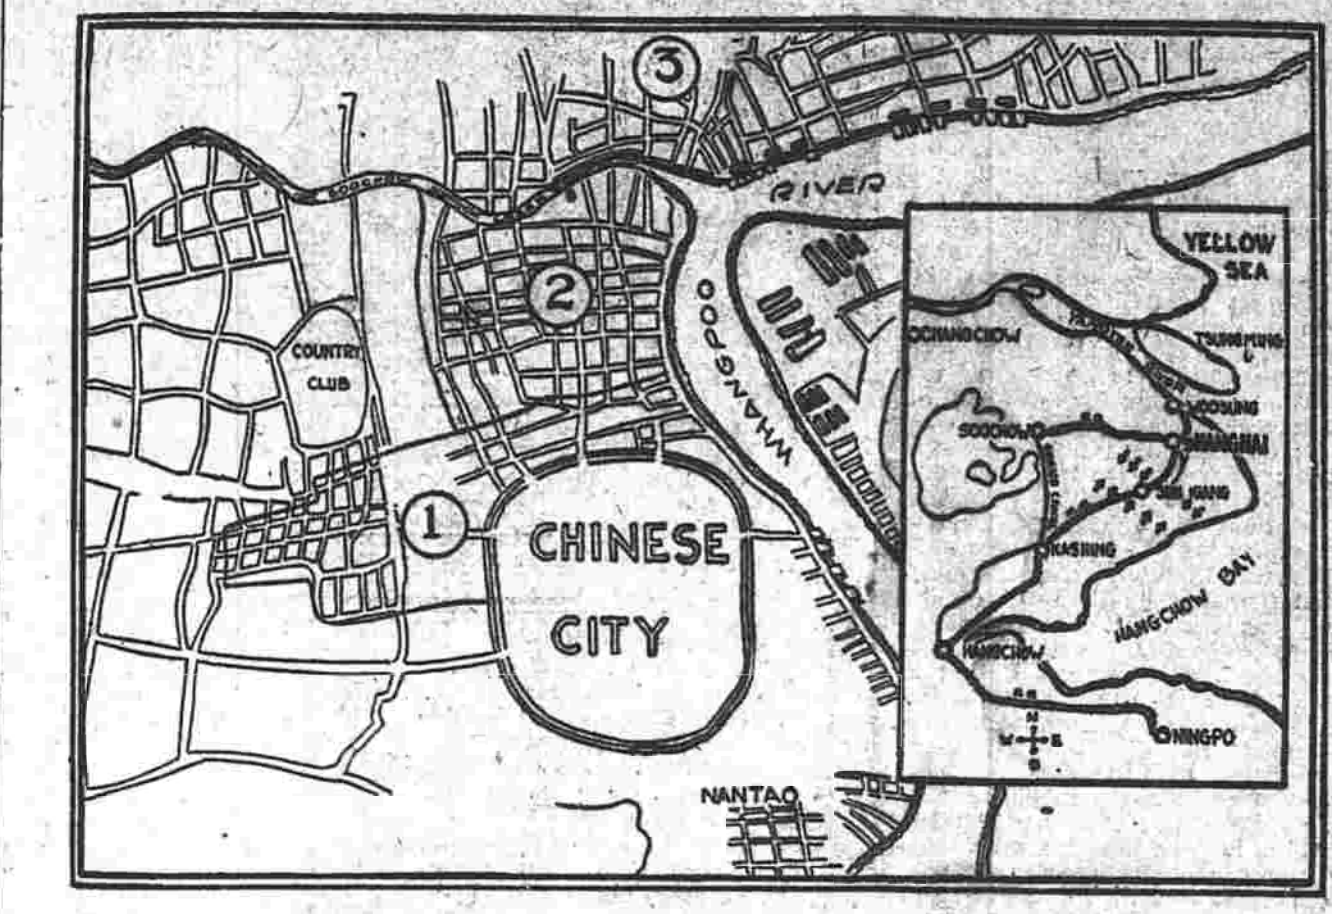 3
RIVER
2
WHANGPOO
COUNTRY
CLUB
1
CHINESE
CITY
NANTAO
YELLOW
SEA
CHANGCHOW
TSUNGMING
I.
WOOSUNG
SOOCHOW
R.R.
SHANGHAI
KASHING
HANGCHOW BAY
HANGCHOW
R.R.
N
W E
S
NINGPO